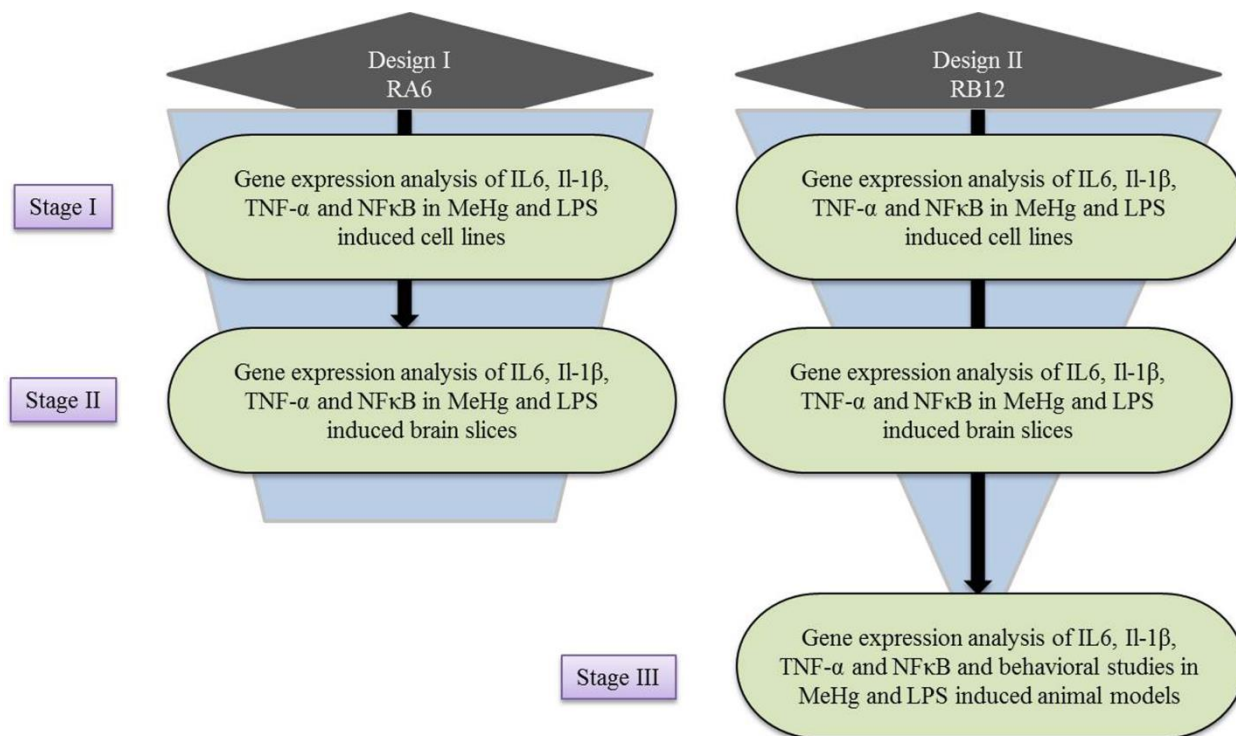 Design I
RA6
Design II
RB12
Stage I
Gene expression analysis of IL6, Il-1β,
TNF-α and NFκB in MeHg and LPS
induced cell lines
Gene expression analysis of IL6, Il-1β,
TNF-α and NFκB in MeHg and LPS
induced cell lines
Stage II
Gene expression analysis of IL6, Il-1β,
TNF-α and NFκB in MeHg and LPS
induced brain slices
Gene expression analysis of IL6, Il-1β,
TNF-α and NFκB in MeHg and LPS
induced brain slices
Stage III
Gene expression analysis of IL6, Il-1β,
TNF-α and NFκB and behavioral studies in
MeHg and LPS induced animal models